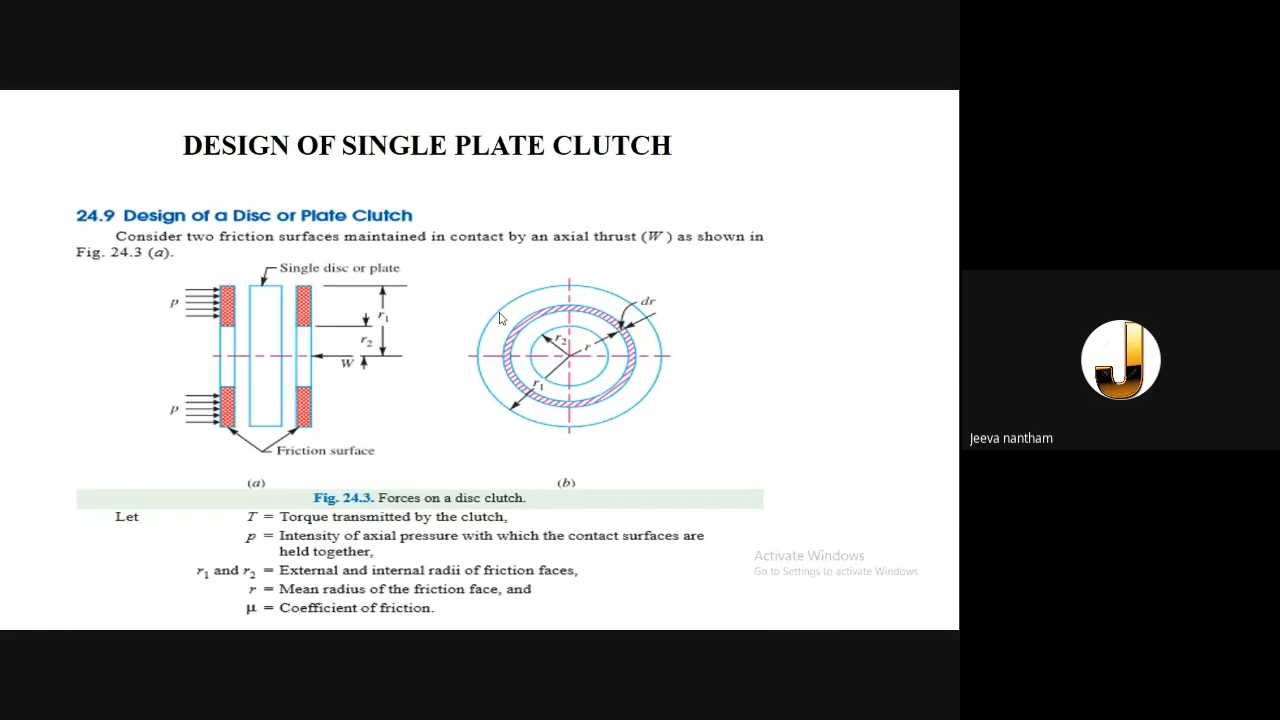 DESIGN OF SINGLE PLATE CLUTCH
24.9 Design of a Disc or Plate Clutch
Consider two friction surfaces maintained in contact by an axial thrust (W) as shown in
Fig. 24.3 (a).
Single disc or plate
p
r1
r2
W
p
Friction surface
(a)
dr
r2
r
r1
(b)
Fig. 24.3. Forces on a disc clutch.
Let T = Torque transmitted by the clutch,
p = Intensity of axial pressure with which the contact surfaces are
held together,
r1 and r2 = External and internal radii of friction faces,
r = Mean radius of the friction face, and
μ = Coefficient of friction.
Activate Windows
Go to Settings to activate Windows.
J
Jeeva nantham